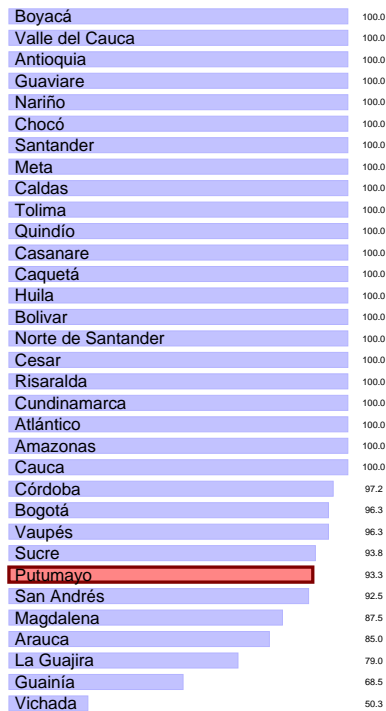 Boyacá 100.0
Valle del Cauca 100.0
Antioquia 100.0
Guaviare 100.0
Nariño 100.0
Chocó 100.0
Santander 100.0
Meta 100.0
Caldas 100.0
Tolima 100.0
Quindío 100.0
Casanare 100.0
Caquetá 100.0
Huila 100.0
Bolivar 100.0
Norte de Santander 100.0
Cesar 100.0
Risaralda 100.0
Cundinamarca 100.0
Atlántico 100.0
Amazonas 100.0
Cauca 100.0
Córdoba 97.2
Bogotá 96.3
Vaupés 96.3
Sucre 93.8
Putumayo 93.3
San Andrés 92.5
Magdalena 87.5
Arauca 85.0
La Guajira 79.0
Guainía 68.5
Vichada 50.3